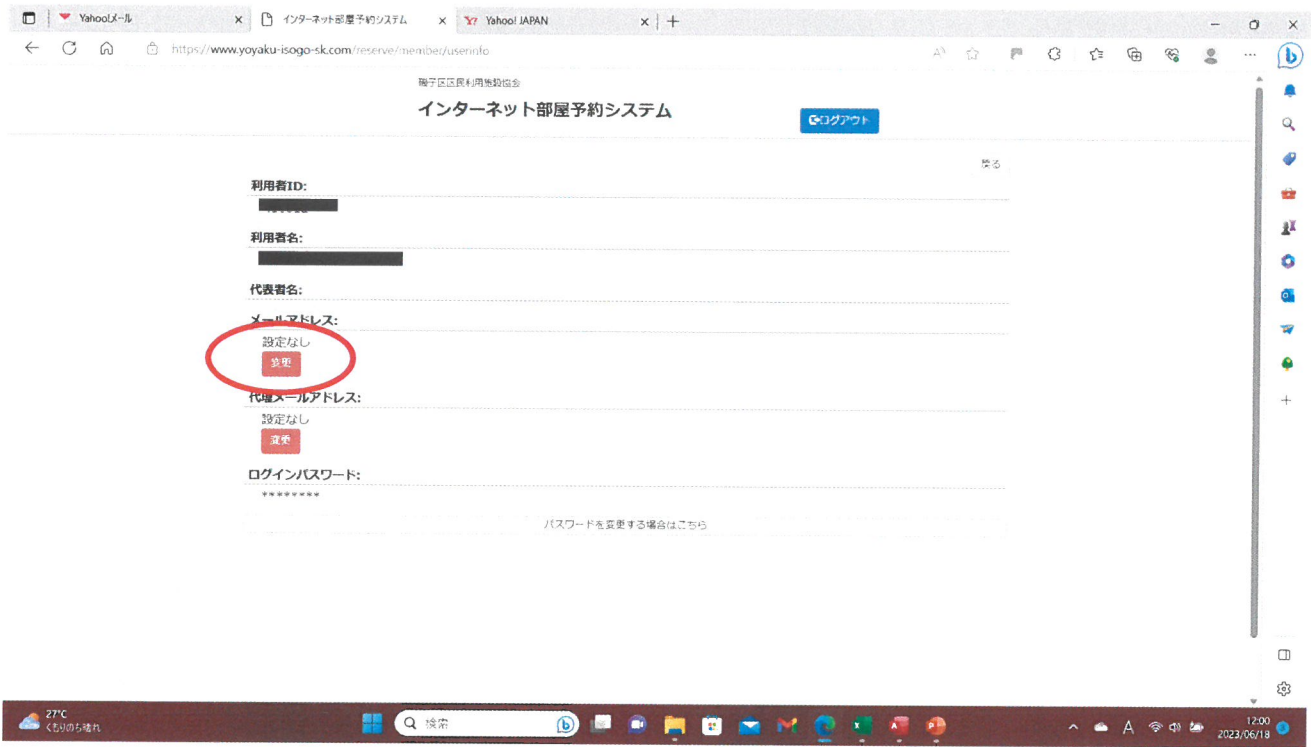 Yahoo!メール
インターネット部屋予約システム
Yahoo! JAPAN
https://www.yoyaku-isogo-sk.com/reserve/member/userinfo
磯子区区民利用施設協会
インターネット部屋予約システム
ログアウト
戻る
利用者ID:
利用者名:
代表者名:
メールアドレス:
設定なし
変更
代理メールアドレス:
設定なし
変更
ログインパスワード:
********
パスワードを変更する場合はこちら
27°C
くもりのち晴れ
検索
A
12:00
2023/06/18